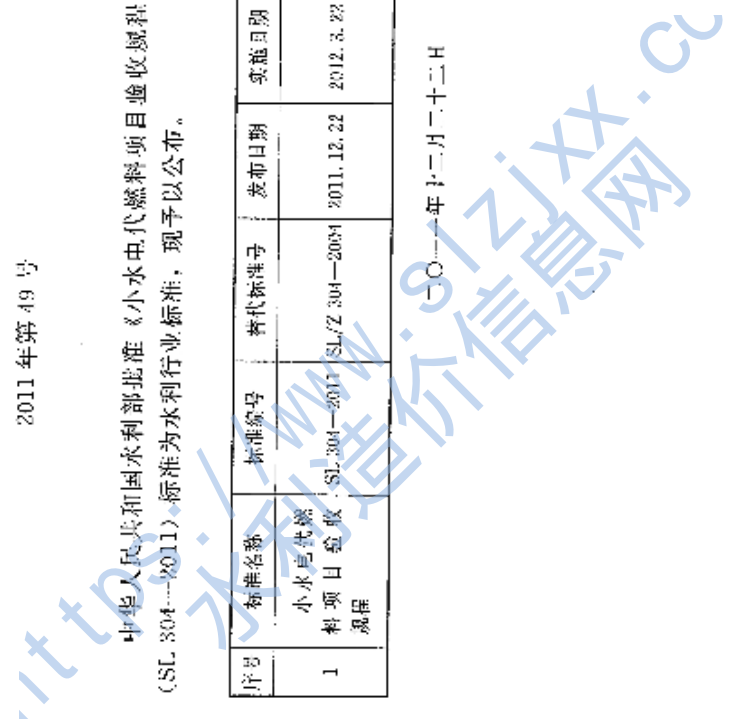 2011 年第 49 号
中华人民共和国水利部批准《小水电代燃料项目验收规程
(SL 304—2011)标准为水利行业标准，现予以公布。
序号 标准名称 标准编号 替代标准号 发布日期 实施日期
1 小水电代燃料项目验收规程 SL 304—2011 SL/Z 304—2004 2011.12.22 2012.3.22
二〇一一年十二月二十二日
https://www.slzjxx.co
水利造价信息网